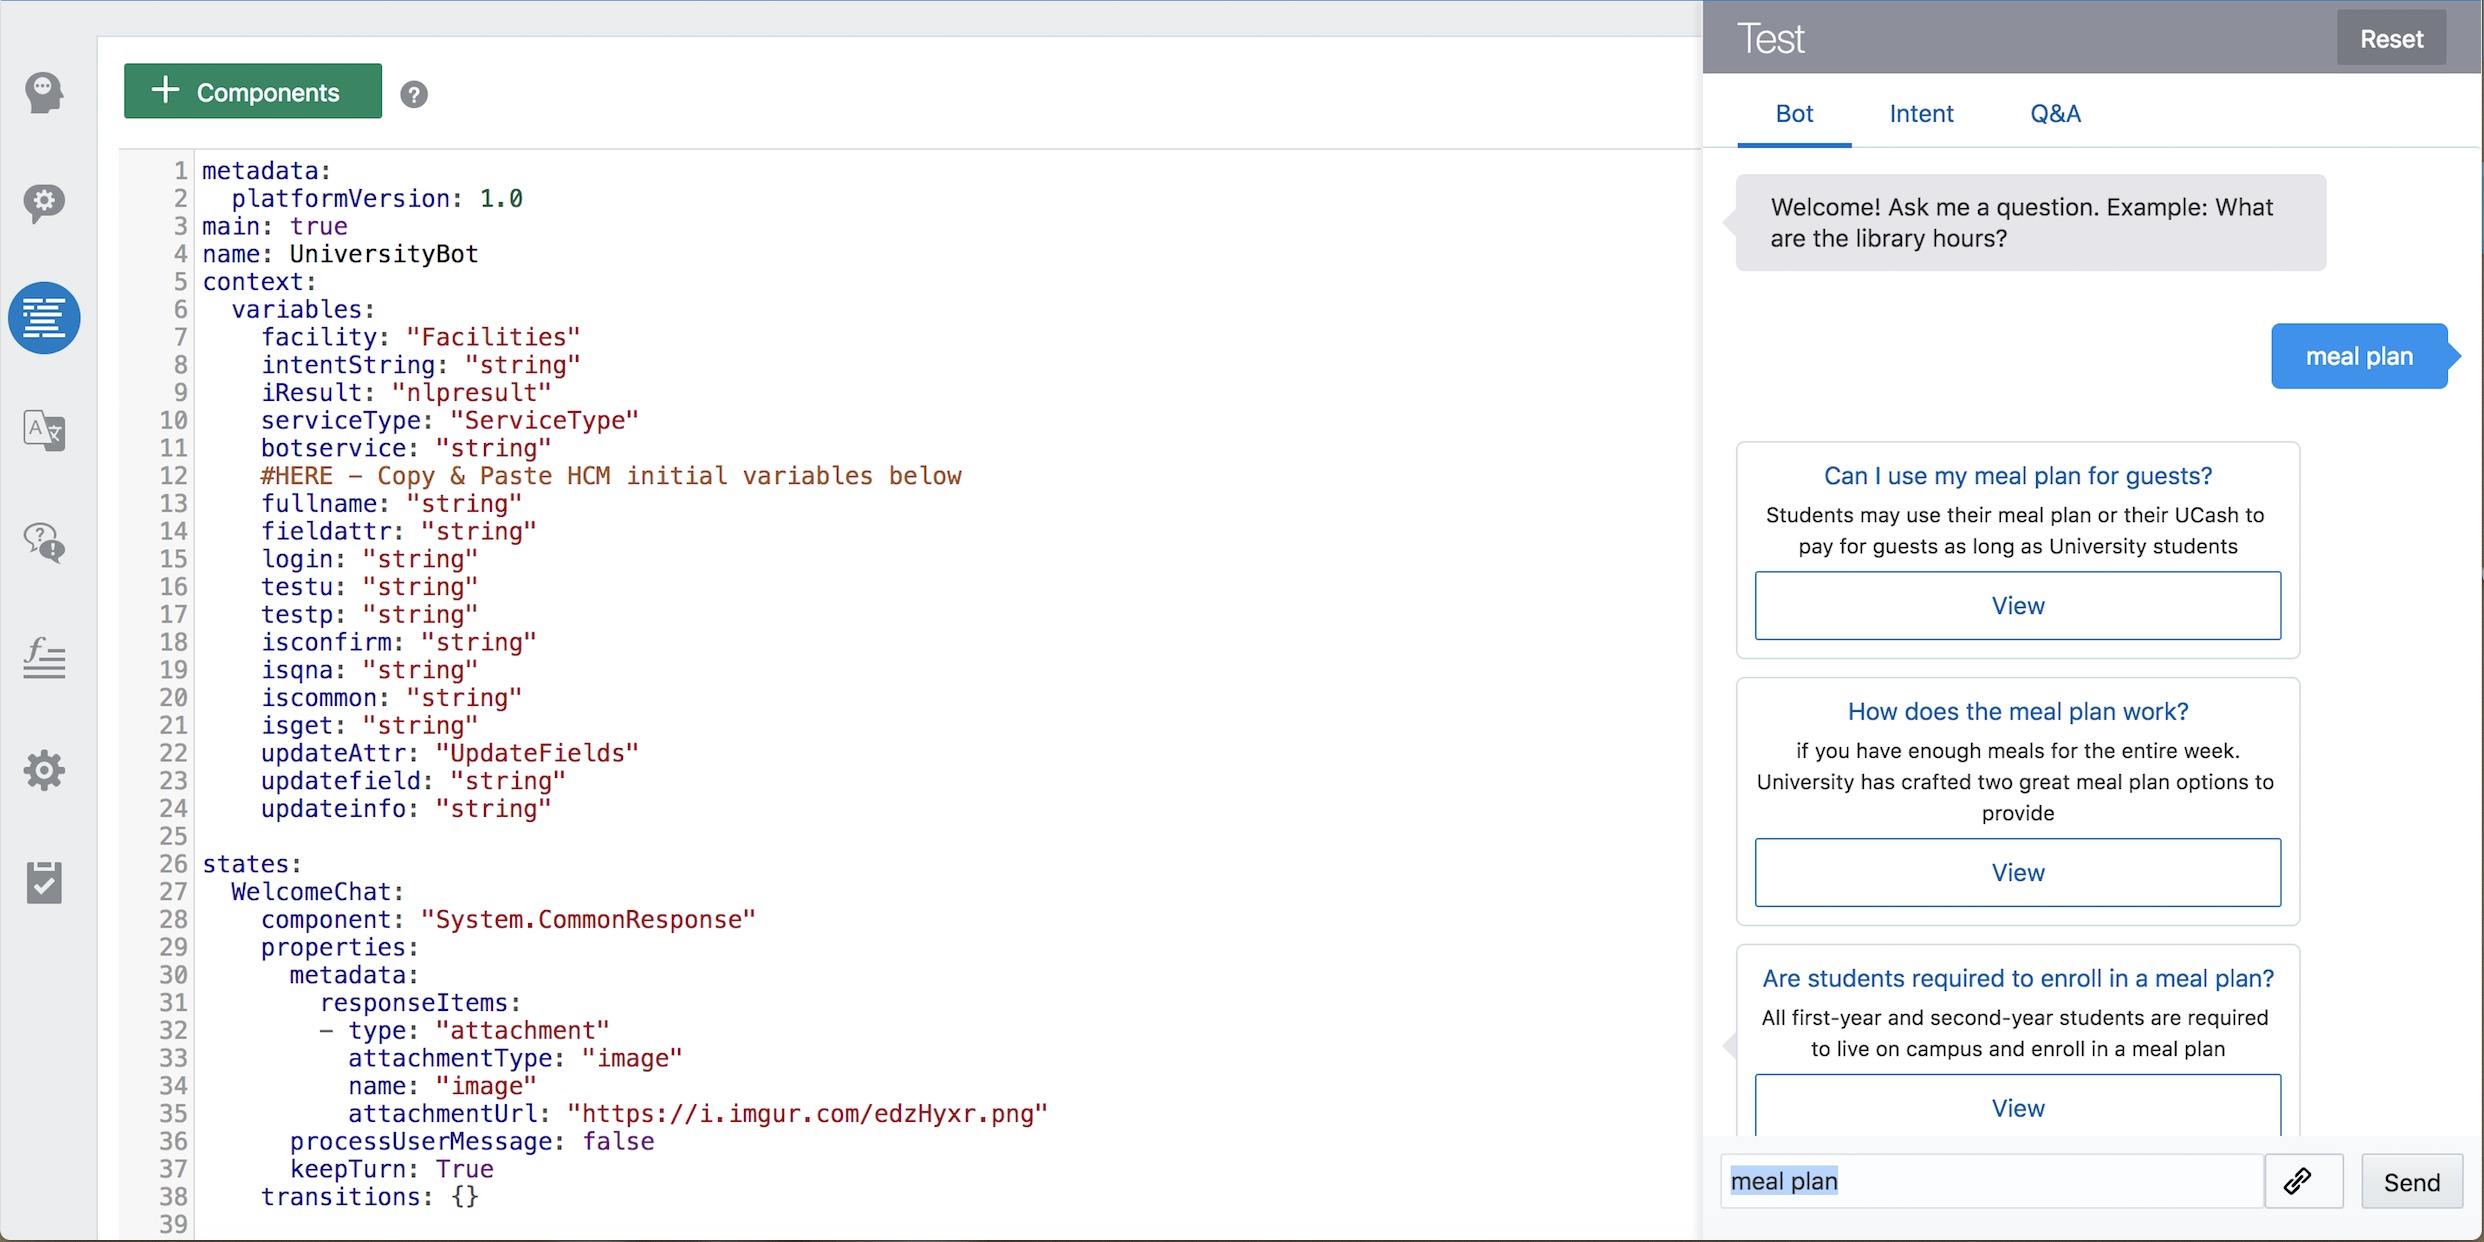 + Components ?
1 metadata:
2   platformVersion: 1.0
3 main: true
4 name: UniversityBot
5 context:
6   variables:
7     facility: "Facilities"
8     intentString: "string"
9     iResult: "nlpresult"
10     serviceType: "ServiceType"
11     botservice: "string"
12     #HERE – Copy & Paste HCM initial variables below
13     fullname: "string"
14     fieldattr: "string"
15     login: "string"
16     testu: "string"
17     testp: "string"
18     isconfirm: "string"
19     isqna: "string"
20     iscommon: "string"
21     isget: "string"
22     updateAttr: "UpdateFields"
23     updatefield: "string"
24     updateinfo: "string"
25
26 states:
27   WelcomeChat:
28     component: "System.CommonResponse"
29     properties:
30       metadata:
31         responseItems:
32         – type: "attachment"
33           attachmentType: "image"
34           name: "image"
35           attachmentUrl: "https://i.imgur.com/edzHyxr.png"
36       processUserMessage: false
37       keepTurn: True
38     transitions: {}
39
Test
Reset
Bot Intent Q&A
Welcome! Ask me a question. Example: What
are the library hours?
meal plan
Can I use my meal plan for guests?
Students may use their meal plan or their UCash to
pay for guests as long as University students
View
How does the meal plan work?
if you have enough meals for the entire week.
University has crafted two great meal plan options to
provide
View
Are students required to enroll in a meal plan?
All first-year and second-year students are required
to live on campus and enroll in a meal plan
View
meal plan
Send